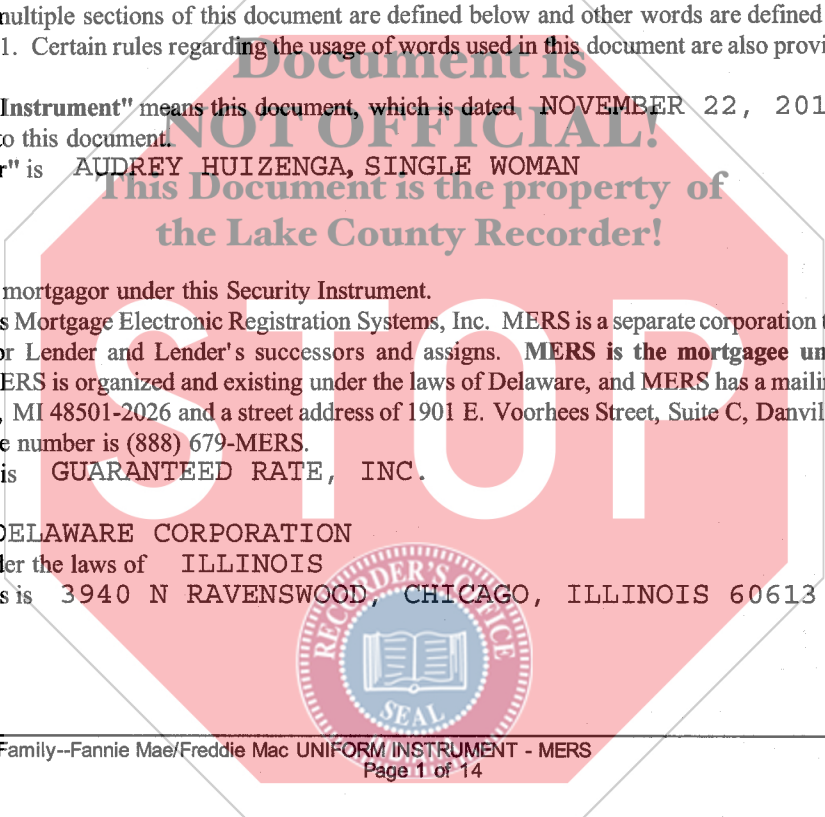 multiple sections of this document are defined below and other words are defined
1. Certain rules regarding the usage of words used in this document are also provi
Document is
Instrument" means this document, which is dated NOVEMBER 22, 201
NOT OFFICIAL!
to this document.
r" is AUDREY HUIZENGA, SINGLE WOMAN
This Document is the property of
the Lake County Recorder!
mortgagor under this Security Instrument.
s Mortgage Electronic Registration Systems, Inc. MERS is a separate corporation t
or Lender and Lender's successors and assigns. MERS is the mortgagee un
ERS is organized and existing under the laws of Delaware, and MERS has a mailin
, MI 48501-2026 and a street address of 1901 E. Voorhees Street, Suite C, Danvil
e number is (888) 679-MERS.
STOP
is GUARANTEED RATE, INC.
DELAWARE CORPORATION
der the laws of ILLINOIS
s is 3940 N RAVENSWOOD, CHICAGO, ILLINOIS 60613
RECORDER'S OFFICE
SEAL
Family--Fannie Mae/Freddie Mac UNIFORM INSTRUMENT - MERS
Page 1 of 14